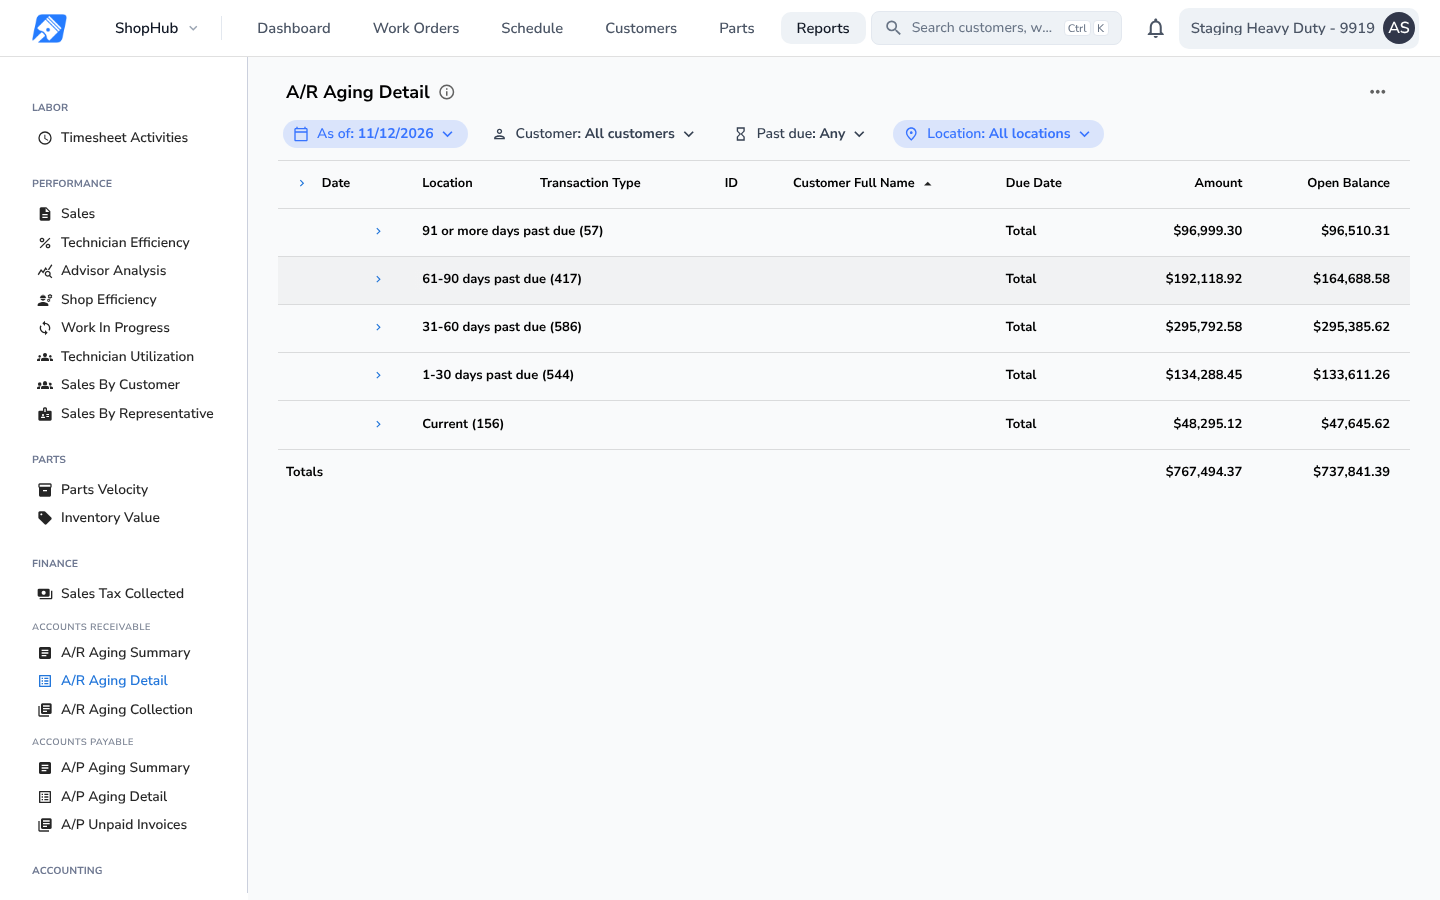 ShopHub
Dashboard
Work Orders
Schedule
Customers
Parts
Reports
Search customers, w...
Ctrl
K
Staging Heavy Duty - 9919
AS
LABOR
Timesheet Activities
PERFORMANCE
Sales
Technician Efficiency
Advisor Analysis
Shop Efficiency
Work In Progress
Technician Utilization
Sales By Customer
Sales By Representative
PARTS
Parts Velocity
Inventory Value
FINANCE
Sales Tax Collected
ACCOUNTS RECEIVABLE
A/R Aging Summary
A/R Aging Detail
A/R Aging Collection
ACCOUNTS PAYABLE
A/P Aging Summary
A/P Aging Detail
A/P Unpaid Invoices
ACCOUNTING
A/R Aging Detail
As of: 11/12/2026
Customer: All customers
Past due: Any
Location: All locations
Date Location Transaction Type ID Customer Full Name Due Date Amount Open Balance
91 or more days past due (57) Total $96,999.30 $96,510.31
61-90 days past due (417) Total $192,118.92 $164,688.58
31-60 days past due (586) Total $295,792.58 $295,385.62
1-30 days past due (544) Total $134,288.45 $133,611.26
Current (156) Total $48,295.12 $47,645.62
Totals $767,494.37 $737,841.39